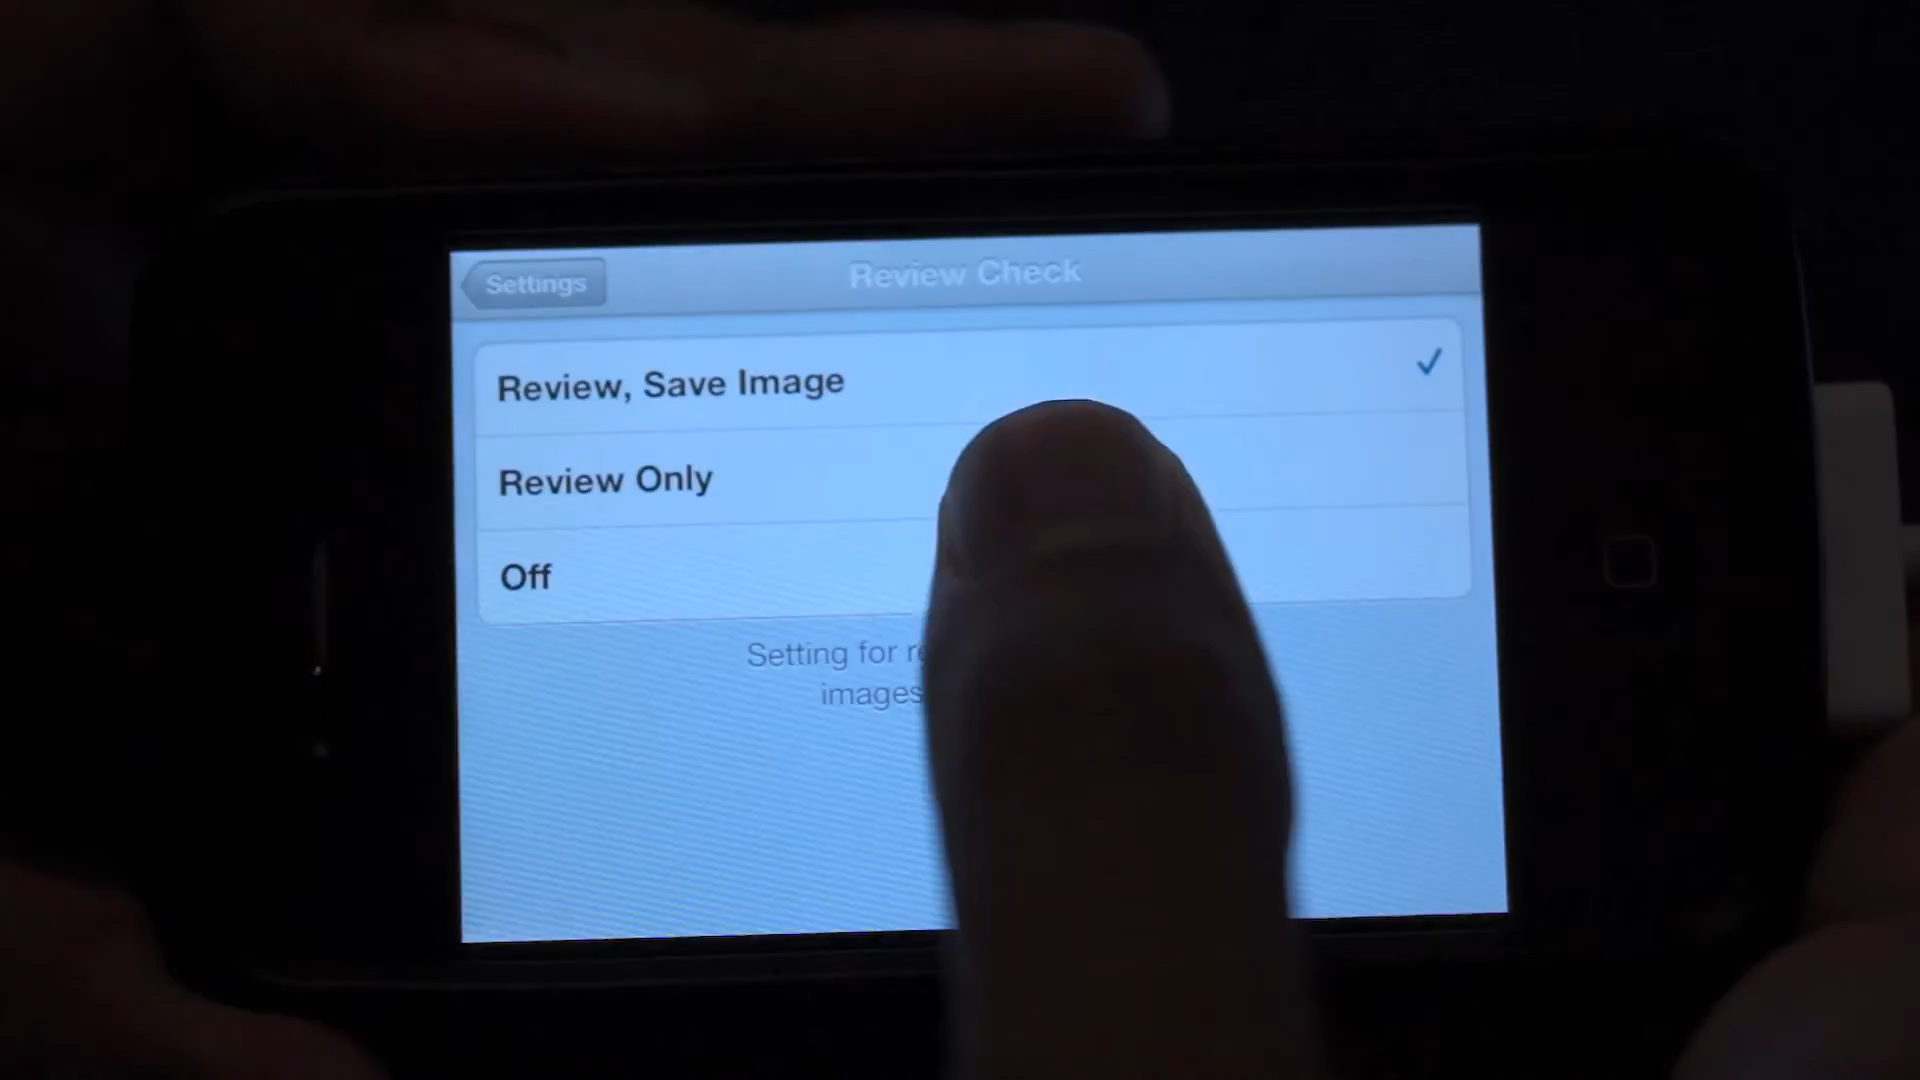 Settings
Review Check
Review, Save Image
Review Only
Off
Setting for
images